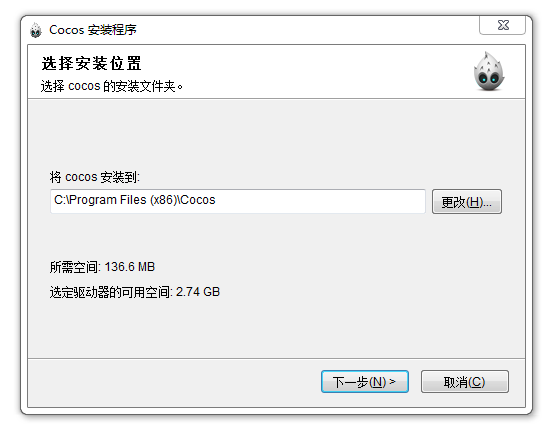 Cocos 安装程序
选择安装位置
选择 cocos 的安装文件夹。
将 cocos 安装到:
C:\Program Files (x86)\Cocos
更改(H)...
所需空间: 136.6 MB
选定驱动器的可用空间: 2.74 GB
下一步(N) >
取消(C)